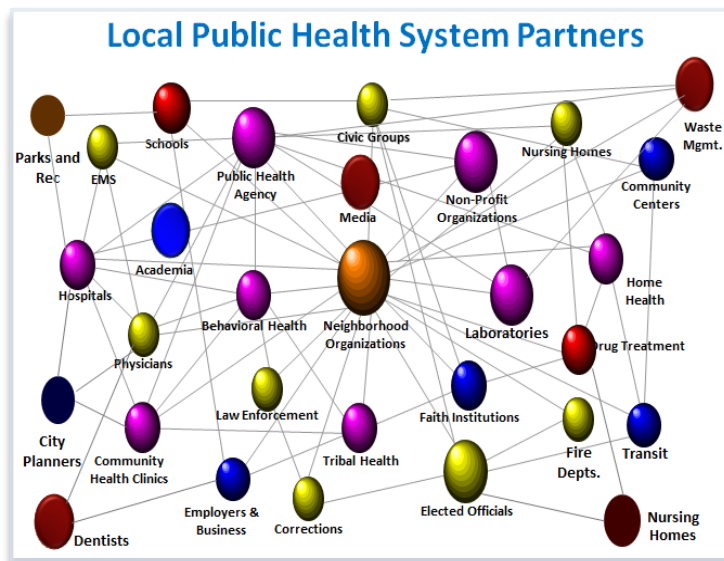 Local Public Health System Partners
Schools
Civic Groups
Waste
Mgmt.
Parks and
Rec
EMS
Public Health
Agency
Nursing Homes
Community
Centers
Media
Non-Profit
Organizations
Academia
Hospitals
Home
Health
Behavioral Health
Neighborhood
Organizations
Laboratories
Physicians
Drug Treatment
City
Planners
Law Enforcement
Faith Institutions
Fire
Depts.
Transit
Community
Health Clinics
Tribal Health
Employers &
Business
Corrections
Elected Officials
Nursing
Homes
Dentists